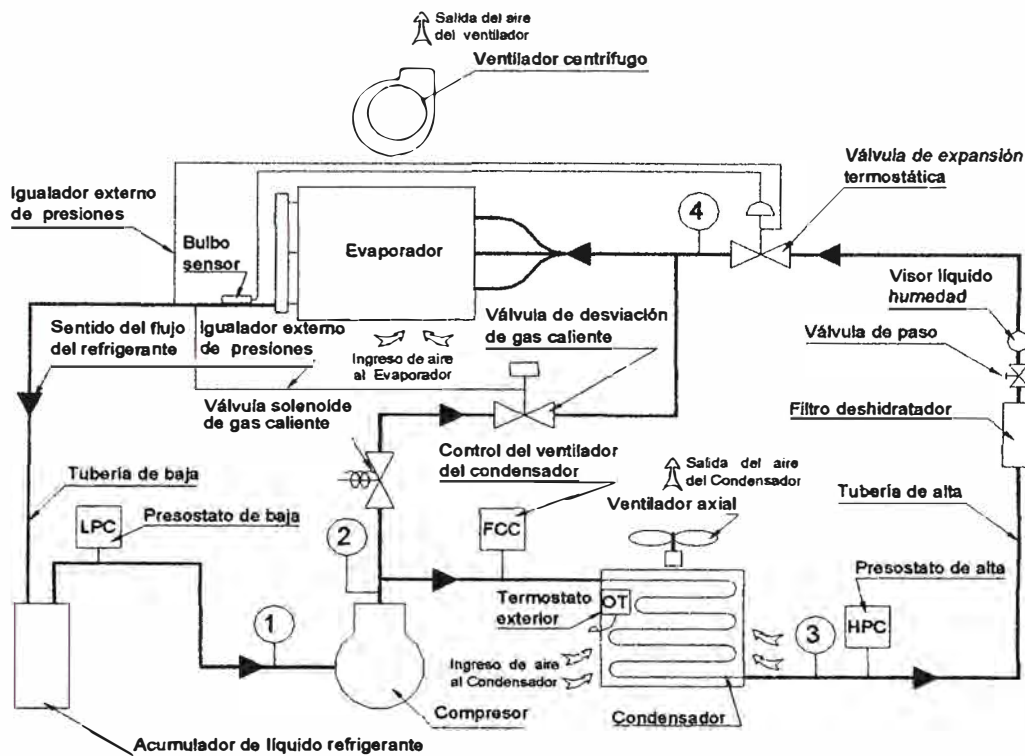 Salida del aire
del ventilador
Ventilador centrífugo
Válvula de expansión
termostática
Igualador externo
de presiones
Bulbo
sensor
Evaporador
4
Visor líquido
humedad
Válvula de paso
Sentido del flujo
del refrigerante
Igualador externo
de presiones
Ingreso de aire
al Evaporador
Válvula de desviación
de gas caliente
Válvula solenoide
de gas caliente
Filtro deshidratador
Control del ventilador
del condensador
Salida del aire
del Condensador
Ventilador axial
Tubería de baja
Tubería de alta
LPC
Presostato de baja
2
FCC
Presostato de alta
Termostato
exterior
OT
HPC
1
3
Ingreso de aire
al Condensador
Compresor
Condensador
Acumulador de líquido refrigerante